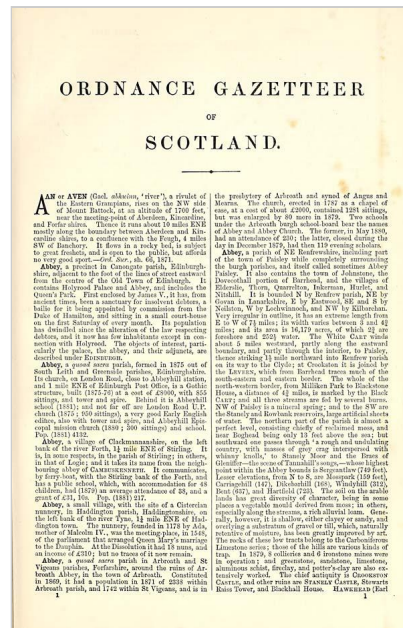 ORDNANCE GAZETTEER
OF
SCOTLAND.
AAN or AVEN (Gael. abhuinn, 'river'), a rivulet of
the Eastern Grampians, rises on the NW side
of Mount Battock, at an altitude of 1700 feet,
near the meeting-point of Aberdeen, Kincardine,
and Forfar shires. Thence it runs about 10 miles ENE
mostly along the boundary between Aberdeen and Kin-
cardine shires, to a confluence with the Feugh, 4 miles
SW of Banchory. It flows in a rocky bed, is subject
to great freshets, and is open to the public, but affords
no very good sport.—Ord. Sur., sh. 66, 1871.
Abbey, a precinct in Canongate parish, Edinburgh-
shire, adjacent to the foot of the lines of street eastward
from the centre of the Old Town of Edinburgh. It
contains Holyrood Palace and Abbey, and includes the
Queen's Park. First enclosed by James V., it has, from
ancient times, been a sanctuary for insolvent debtors, a
bailie for it being appointed by commission from the
Duke of Hamilton, and sitting in a small court-house
on the first Saturday of every month. Its population
has dwindled since the alteration of the law respecting
debtors, and it now has few inhabitants except in con-
nection with Holyrood. The objects of interest, parti-
cularly the palace, the abbey, and their adjuncts, are
described under EDINBURGH.
Abbey, a quoad sacra parish, formed in 1875 out of
South Leith and Greenside parishes, Edinburghshire.
Its church, on London Road, close to Abbeyhill station,
and 1 mile ENE of Edinburgh Post Office, is a Gothic
structure, built (1875-76) at a cost of £8000, with 855
sittings, and tower and spire. Behind it is Abbeyhill
school (1881); and not far off are London Road U.P.
church (1875; 950 sittings), a very good Early English
edifice, also with tower and spire, and Abbeyhill Epis-
copal mission church (1880; 300 sittings) and school.
Pop. (1881) 4132.
Abbey, a village of Clackmannanshire, on the left
bank of the river Forth, 1¼ mile ENE of Stirling. It
is, in some respects, in the parish of Stirling; in others,
in that of Logie; and it takes its name from the neigh-
bouring abbey of CAMBUSKENNETH. It communicates,
by ferry-boat, with the Stirling bank of the Forth, and
has a public school, which, with accommodation for 48
children, had (1879) an average attendance of 38, and a
grant of £31, 10s. Pop. (1881) 217.
Abbey, a small village, with the site of a Cistercian
nunnery, in Haddington parish, Haddingtonshire, on
the left bank of the river Tyne, 1¼ mile ENE of Had-
dington town. The nunnery, founded in 1178 by Ada,
mother of Malcolm IV., was the meeting-place, in 1548,
of the parliament that arranged Queen Mary's marriage
to the Dauphin. At the Dissolution it had 18 nuns, and
an income of £310; but no traces of it now remain.
Abbey, a quoad sacra parish in Arbroath and St
Vigeans parishes, Forfarshire, around the ruins of Ar-
broath Abbey, in the town of Arbroath. Constituted
in 1869, it had a population in 1871 of 2338 within
Arbroath parish, and 1742 within St Vigeans, and is in
1
the presbytery of Arbroath and synod of Angus and
Mearns. The church, erected in 1787 as a chapel of
ease, at a cost of about £2000, contained 1281 sittings,
but was enlarged by 80 more in 1879. Two schools
under the Arbroath burgh school-board bear the names
of Abbey and Abbey Church. The former, in May 1880,
had an attendance of 250; the latter, closed during the
day in December 1879, had then 119 evening scholars.
Abbey, a parish of NE Renfrewshire, including part
of the town of Paisley while completely surrounding
the burgh parishes, and itself called sometimes Abbey
Paisley. It also contains the town of Johnstone, the
Dovecothall portion of Barrhead, and the villages of
Elderslie, Thorn, Quarrelton, Inkerman, Hurlet, and
Nitshill. It is bounded N by Renfrew parish, NE by
Govan in Lanarkshire, E by Eastwood, SE and S by
Neilston, W by Lochwinnoch, and NW by Kilbarchan.
Very irregular in outline, it has an extreme length from
E to W of 7¾ miles; its width varies between 3 and 4¾
miles; and its area is 16,179 acres, of which 2¾ are
foreshore and 252¾ water. The WHITE CART winds
about 5 miles westward, partly along the eastward
boundary, and partly through the interior, to Paisley,
thence striking 1¼ mile northward into Renfrew parish
on its way to the Clyde; at Crookston it is joined by
the LEVERN, which from Barrhead traces much of the
south-eastern and eastern border. The whole of the
north-western border, from Milliken Park to Blackstone
House, a distance of 4½ miles, is marked by the Black
CART; and all three streams are fed by several burns.
NW of Paisley is a mineral spring; and to the SW are
the Stanely and Rowbank reservoirs, large artificial sheets
of water. The northern part of the parish is almost a
perfect level, consisting chiefly of reclaimed moss, and
near Boghead being only 13 feet above the sea; but
southward one passes through 'a rough and undulating
country, with masses of grey crag interspersed with
whinny knolls,' to Stanely Moor and the Braes of
Gleniffer—the scene of Tannahill's songs,—whose highest
point within the Abbey bounds is Sergeantlaw (749 feet).
Lesser elevations, from N to S, are Mosspark (159 feet),
Carriagehill (147), Dikesbarhill (168), Windyhill (312),
Bent (637), and Hartfield (723). The soil on the arable
lands has great diversity of character, being in some
places a vegetable mould derived from moss; in others,
especially along the streams, a rich alluvial loam. Gene-
rally, however, it is shallow, either clayey or sandy, and
overlying a substratum of gravel or till, which, naturally
retentive of moisture, has been greatly improved by art.
The rocks of the low tracts belong to the Carboniferous
Limestone series; those of the hills are various kinds of
trap. In 1879, 8 collieries and 2 ironstone mines were
in operation; and greenstone, sandstone, limestone,
aluminous schist, fireclay, and potter's-clay are also ex-
tensively worked. The chief antiquity is CROOKSTON
CASTLE, and other ruins are STANELY CASTLE, Stewarts
Raiss Tower, and Blackhall House. HAWKHEAD (Earl
1